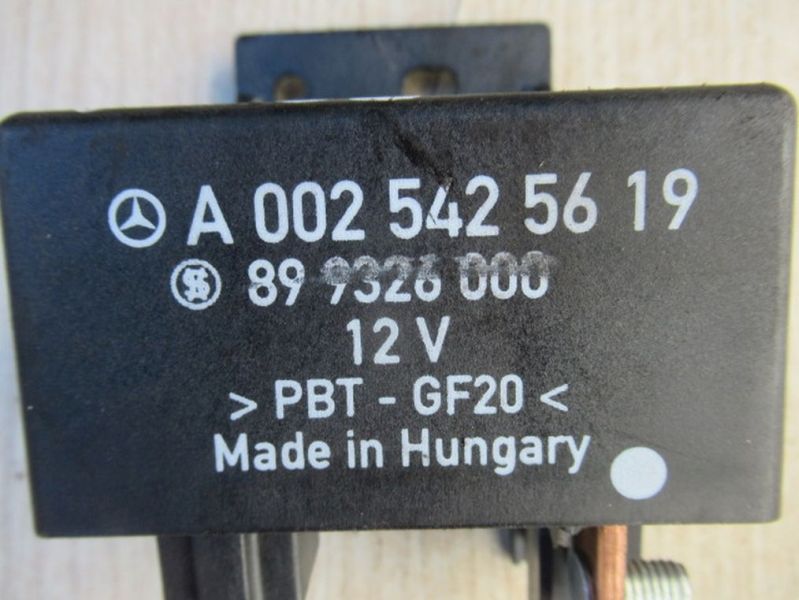 A 002 542 56 19
89 9326 000
12 V
> PBT - GF20 <
Made in Hungary